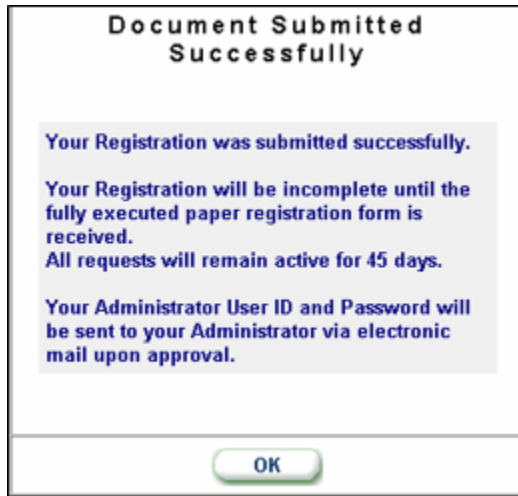 Document Submitted
Successfully
Your Registration was submitted successfully.
Your Registration will be incomplete until the
fully executed paper registration form is
received.
All requests will remain active for 45 days.
Your Administrator User ID and Password will
be sent to your Administrator via electronic
mail upon approval.
OK